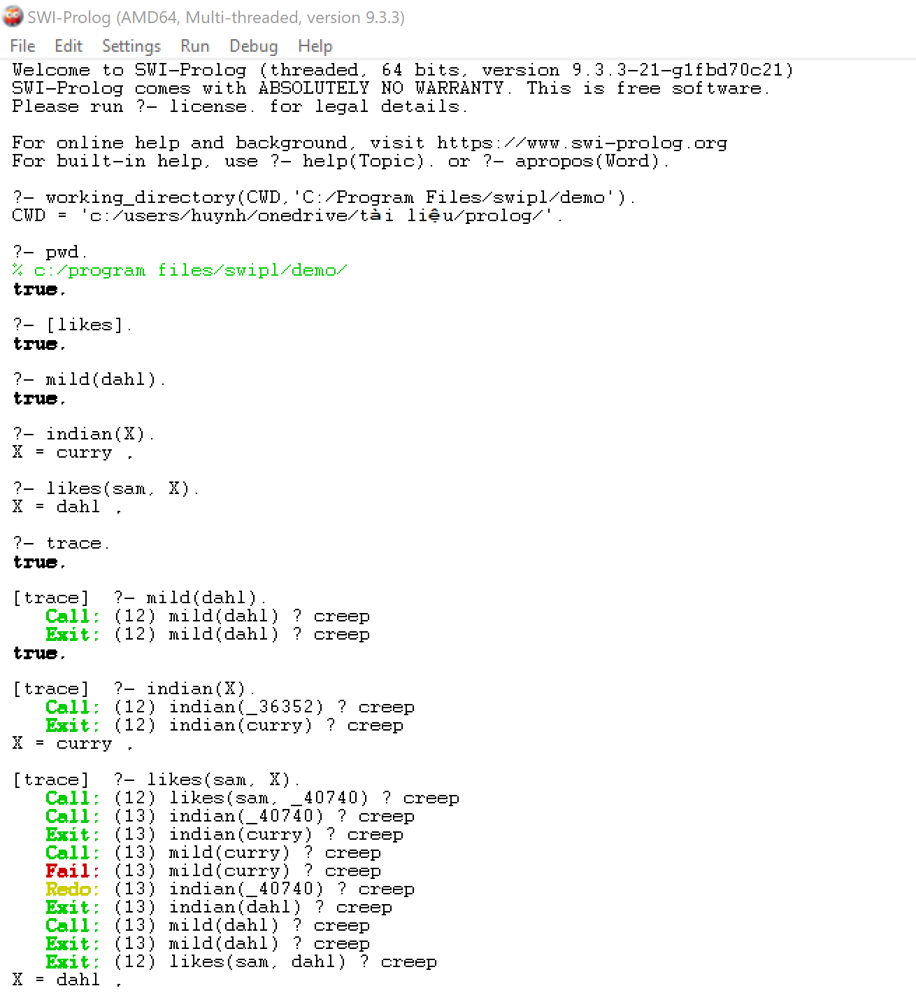 SWI-Prolog (AMD64, Multi-threaded, version 9.3.3)
File Edit Settings Run Debug Help
Welcome to SWI-Prolog (threaded, 64 bits, version 9.3.3-21-g1fbd70c21)
SWI-Prolog comes with ABSOLUTELY NO WARRANTY. This is free software.
Please run ?- license. for legal details.
For online help and background, visit https://www.swi-prolog.org
For built-in help, use ?- help(Topic). or ?- apropos(Word).
?- working_directory(CWD,'C:/Program Files/swipl/demo').
CWD = 'c:/users/huynh/onedrive/tài liệu/prolog/'.
?- pwd.
% c:/program files/swipl/demo/
true.
?- [likes].
true.
?- mild(dahl).
true.
?- indian(X).
X = curry .
?- likes(sam, X).
X = dahl .
?- trace.
true.
[trace]  ?- mild(dahl).
Call: (12) mild(dahl) ? creep
Exit: (12) mild(dahl) ? creep
true.
[trace]  ?- indian(X).
Call: (12) indian(_36352) ? creep
Exit: (12) indian(curry) ? creep
X = curry .
[trace]  ?- likes(sam, X).
Call: (12) likes(sam, _40740) ? creep
Call: (13) indian(_40740) ? creep
Exit: (13) indian(curry) ? creep
Call: (13) mild(curry) ? creep
Fail: (13) mild(curry) ? creep
Redo: (13) indian(_40740) ? creep
Exit: (13) indian(dahl) ? creep
Call: (13) mild(dahl) ? creep
Exit: (13) mild(dahl) ? creep
Exit: (12) likes(sam, dahl) ? creep
X = dahl .